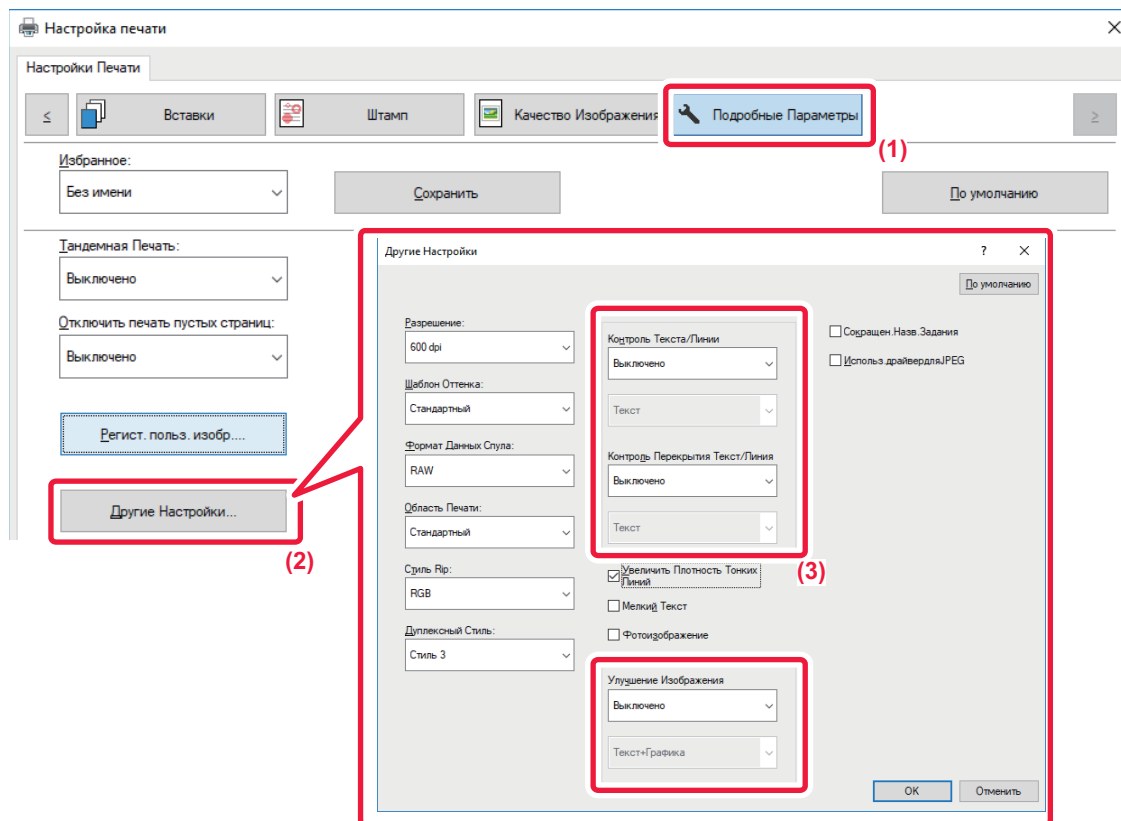 Настройка печати
Настройки Печати
≤ Вставки Штамп Качество Изображения Подробные Параметры ≥
(1)
Избранное:
Без имени Сохранить По умолчанию
Тандемная Печать:
Выключено
Отключить печать пустых страниц:
Выключено
Регист. польз. изобр....
Другие Настройки...
(2)
Другие Настройки ?
По умолчанию
Разрешение:
600 dpi
Шаблон Оттенка:
Стандартный
Формат Данных Спула:
RAW
Область Печати:
Стандартный
Стиль Rip:
RGB
Дуплексный Стиль:
Стиль 3
Контроль Текста/Линии
Выключено
Текст
Контроль Перекрытия Текст/Линия
Выключено
Текст
(3)
Увеличить Плотность Тонких
Линий
Мелкий Текст
Фотоизображение
Улушение Изображения
Выключено
Текст+Графика
Сокращен.Назв.Задания
Использ.драйвердляJPEG
OK Отменить